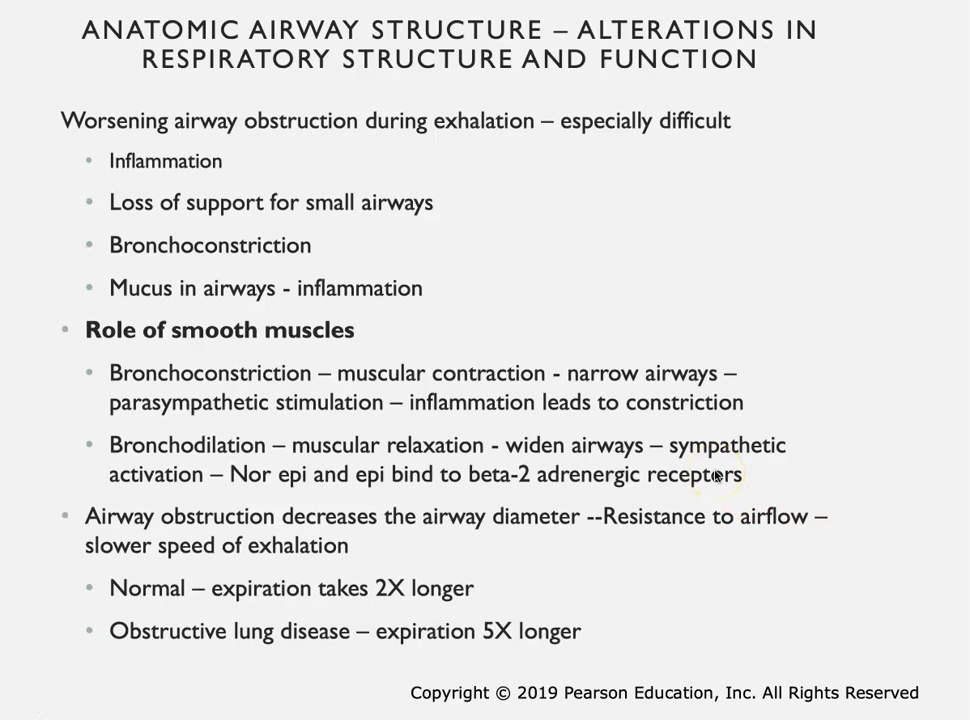 ANATOMIC AIRWAY STRUCTURE – ALTERATIONS IN
RESPIRATORY STRUCTURE AND FUNCTION
Worsening airway obstruction during exhalation – especially difficult
• Inflammation
• Loss of support for small airways
• Bronchoconstriction
• Mucus in airways - inflammation
• Role of smooth muscles
• Bronchoconstriction – muscular contraction - narrow airways –
parasympathetic stimulation – inflammation leads to constriction
• Bronchodilation – muscular relaxation - widen airways – sympathetic
activation – Nor epi and epi bind to beta-2 adrenergic receptors
• Airway obstruction decreases the airway diameter --Resistance to airflow –
slower speed of exhalation
• Normal – expiration takes 2X longer
• Obstructive lung disease – expiration 5X longer
Copyright © 2019 Pearson Education, Inc. All Rights Reserved